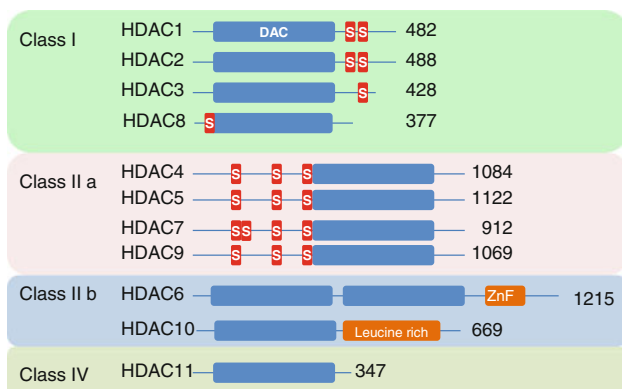 Class I
HDAC1 DAC S S 482
HDAC2 S S 488
HDAC3 S 428
HDAC8 S 377
Class II a
HDAC4 S S S 1084
HDAC5 S S S 1122
HDAC7 S S S S 912
HDAC9 S S S 1069
Class II b
HDAC6 ZnF 1215
HDAC10 Leucine rich 669
Class IV
HDAC11 347